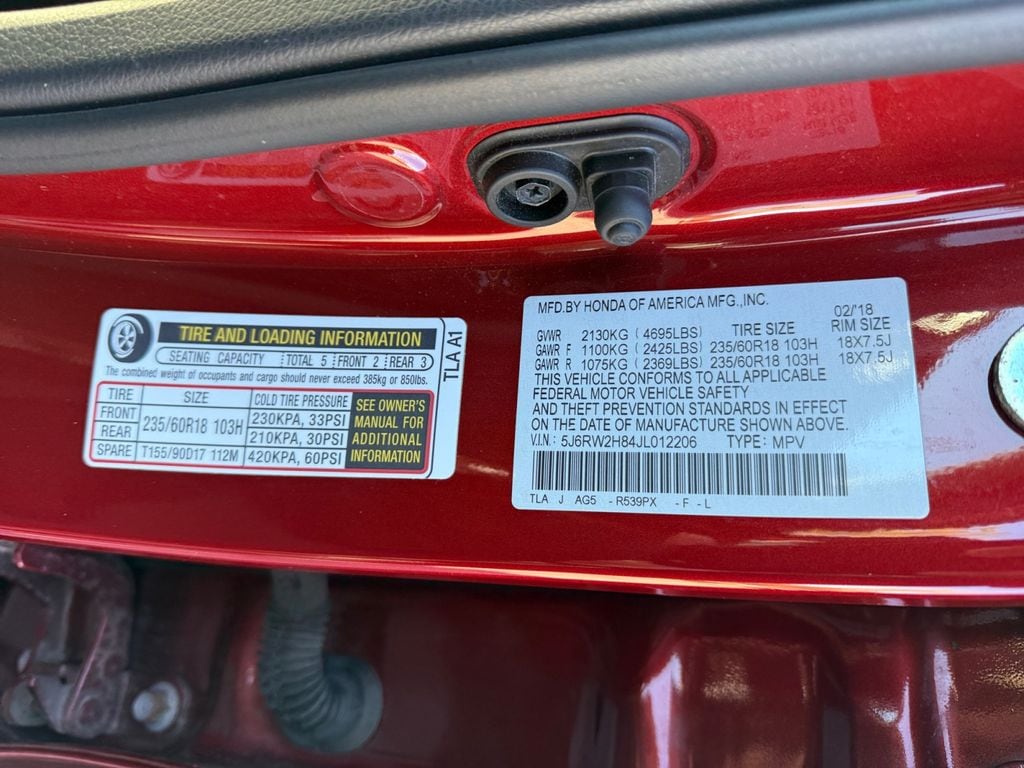 TIRE AND LOADING INFORMATION
SEATING CAPACITY TOTAL 5 FRONT 2 REAR 3
The combined weight of occupants and cargo should never exceed 385kg or 850lbs.
TIRE SIZE COLD TIRE PRESSURE
FRONT 235/60R18 103H 230KPA, 33PSI
REAR 210KPA, 30PSI
SPARE T155/90D17 112M 420KPA, 60PSI
SEE OWNER'S
MANUAL FOR
ADDITIONAL
INFORMATION
TLA A1
MFD.BY HONDA OF AMERICA MFG.,INC. 02/'18
GVWR 2130KG (4695LBS) TIRE SIZE RIM SIZE
GAWR F 1100KG (2425LBS) 235/60R18 103H 18X7.5J
GAWR R 1075KG (2369LBS) 235/60R18 103H 18X7.5J
THIS VEHICLE CONFORMS TO ALL APPLICABLE
FEDERAL MOTOR VEHICLE SAFETY
AND THEFT PREVENTION STANDARDS IN EFFECT
ON THE DATE OF MANUFACTURE SHOWN ABOVE.
V.I.N.: 5J6RW2H84JL012206 TYPE: MPV
TLA J AG5 -R539PX -F -L